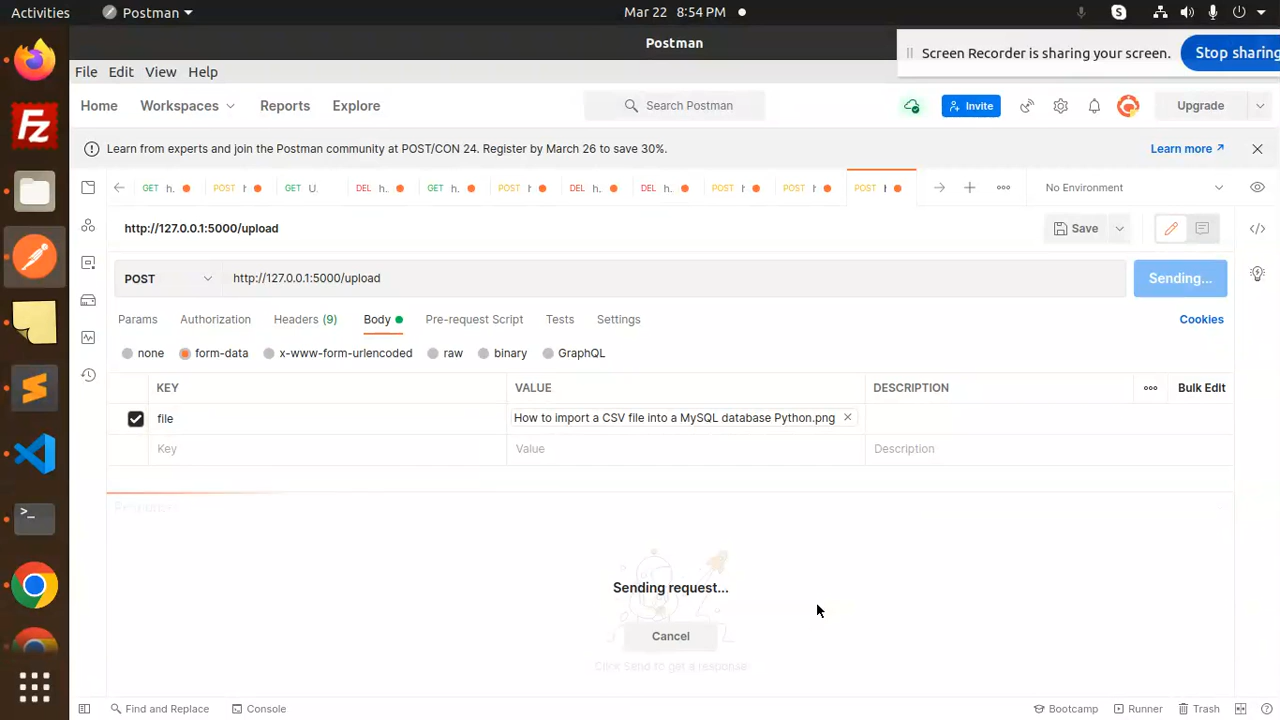 Activities Postman Mar 22 8:54 PM
Postman
Screen Recorder is sharing your screen. Stop sharing
File Edit View Help
Home Workspaces Reports Explore Search Postman Invite Upgrade
Learn from experts and join the Postman community at POST/CON 24. Register by March 26 to save 30%. Learn more
GET h. POST h GET U. DEL h. GET h. POST h DEL h. DEL h. POST h POST h POST h No Environment
http://127.0.0.1:5000/upload Save
POST http://127.0.0.1:5000/upload Sending...
Params Authorization Headers (9) Body Pre-request Script Tests Settings Cookies
none form-data x-www-form-urlencoded raw binary GraphQL
KEY VALUE DESCRIPTION Bulk Edit
file How to import a CSV file into a MySQL database Python.png
Key Value Description
Response
Sending request...
Cancel
Click Send to get a response
Find and Replace Console Bootcamp Runner Trash